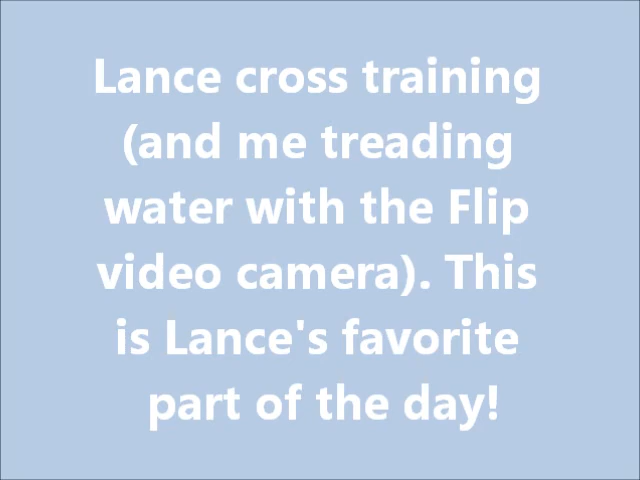 Lance cross training
(and me treading
water with the Flip
video camera). This
is Lance's favorite
part of the day!